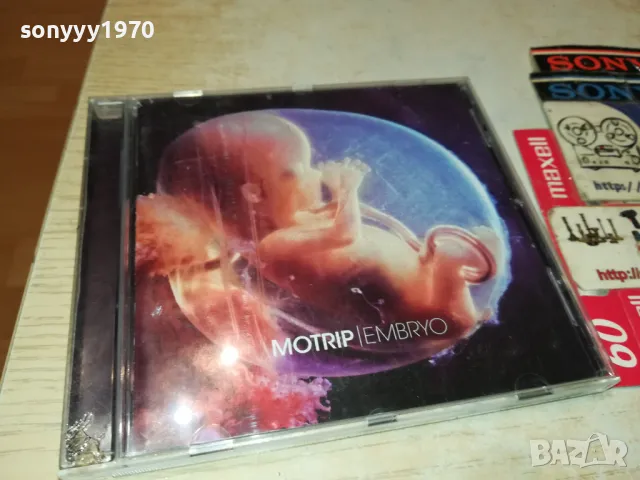 sonyyy1970
SONY
SONY
maxell
http:/
http://
60
MOTRIP|EMBRYO
BAZAR